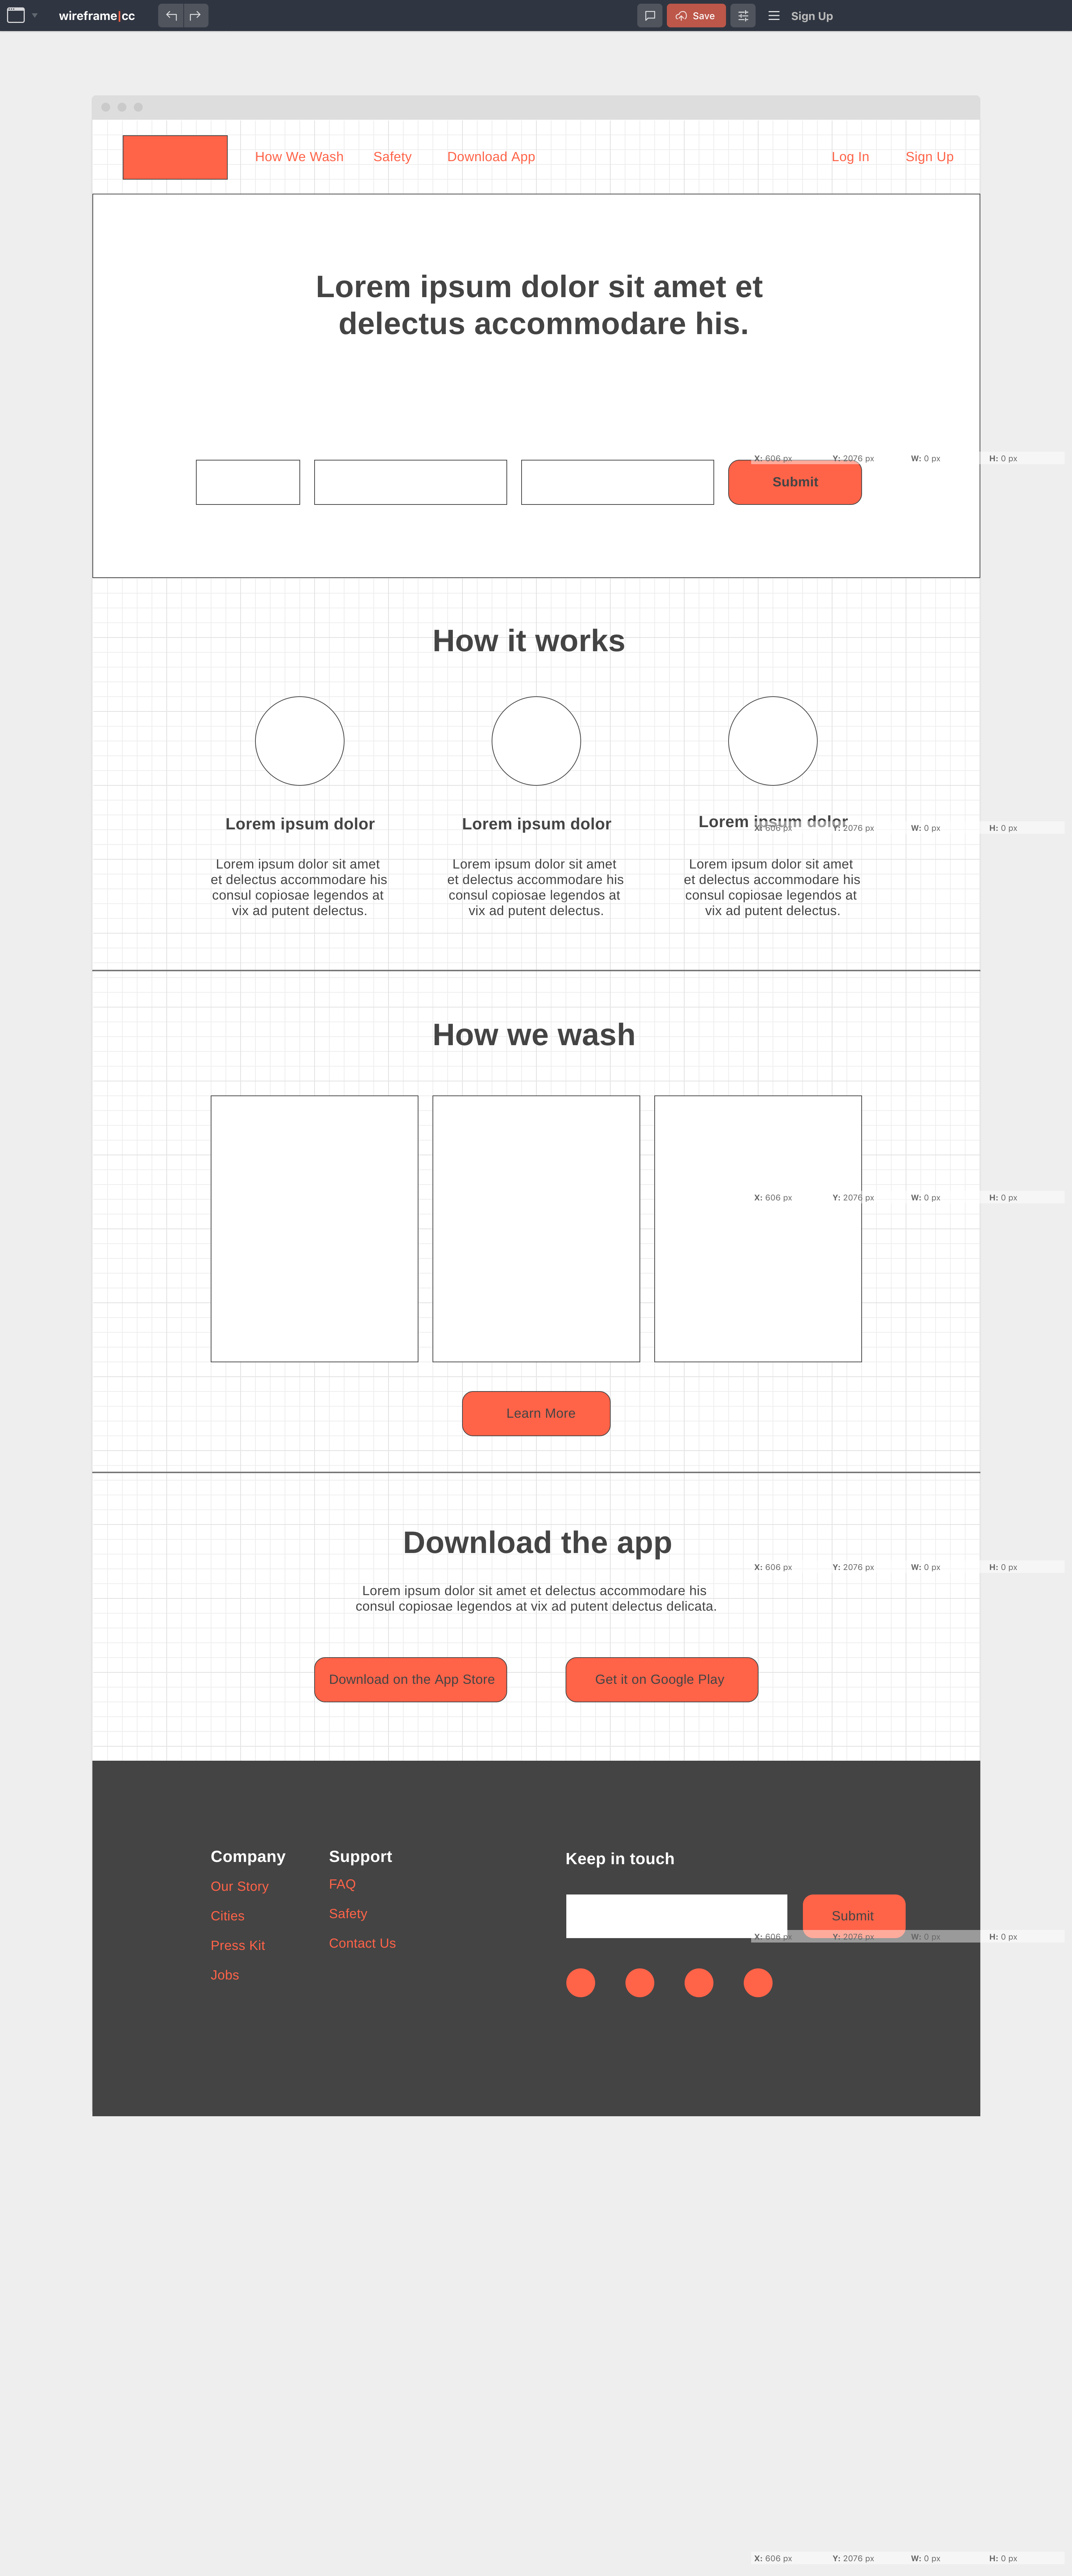 wireframe|cc
Save
Sign Up
How We Wash
Safety
Download App
Log In
Sign Up
Lorem ipsum dolor sit amet et
delectus accommodare his.
X: 606 px Y: 2076 px W: 0 px H: 0 px
Submit
How it works
Lorem ipsum dolor
Lorem ipsum dolor
Lorem ipsum dolor
X: 606 px Y: 2076 px W: 0 px H: 0 px
Lorem ipsum dolor sit amet
et delectus accommodare his
consul copiosae legendos at
vix ad putent delectus.
Lorem ipsum dolor sit amet
et delectus accommodare his
consul copiosae legendos at
vix ad putent delectus.
Lorem ipsum dolor sit amet
et delectus accommodare his
consul copiosae legendos at
vix ad putent delectus.
How we wash
X: 606 px Y: 2076 px W: 0 px H: 0 px
Learn More
Download the app
X: 606 px Y: 2076 px W: 0 px H: 0 px
Lorem ipsum dolor sit amet et delectus accommodare his
consul copiosae legendos at vix ad putent delectus delicata.
Download on the App Store
Get it on Google Play
Company
Our Story
Cities
Press Kit
Jobs
Support
FAQ
Safety
Contact Us
Keep in touch
Submit
X: 606 px Y: 2076 px W: 0 px H: 0 px
X: 606 px Y: 2076 px W: 0 px H: 0 px